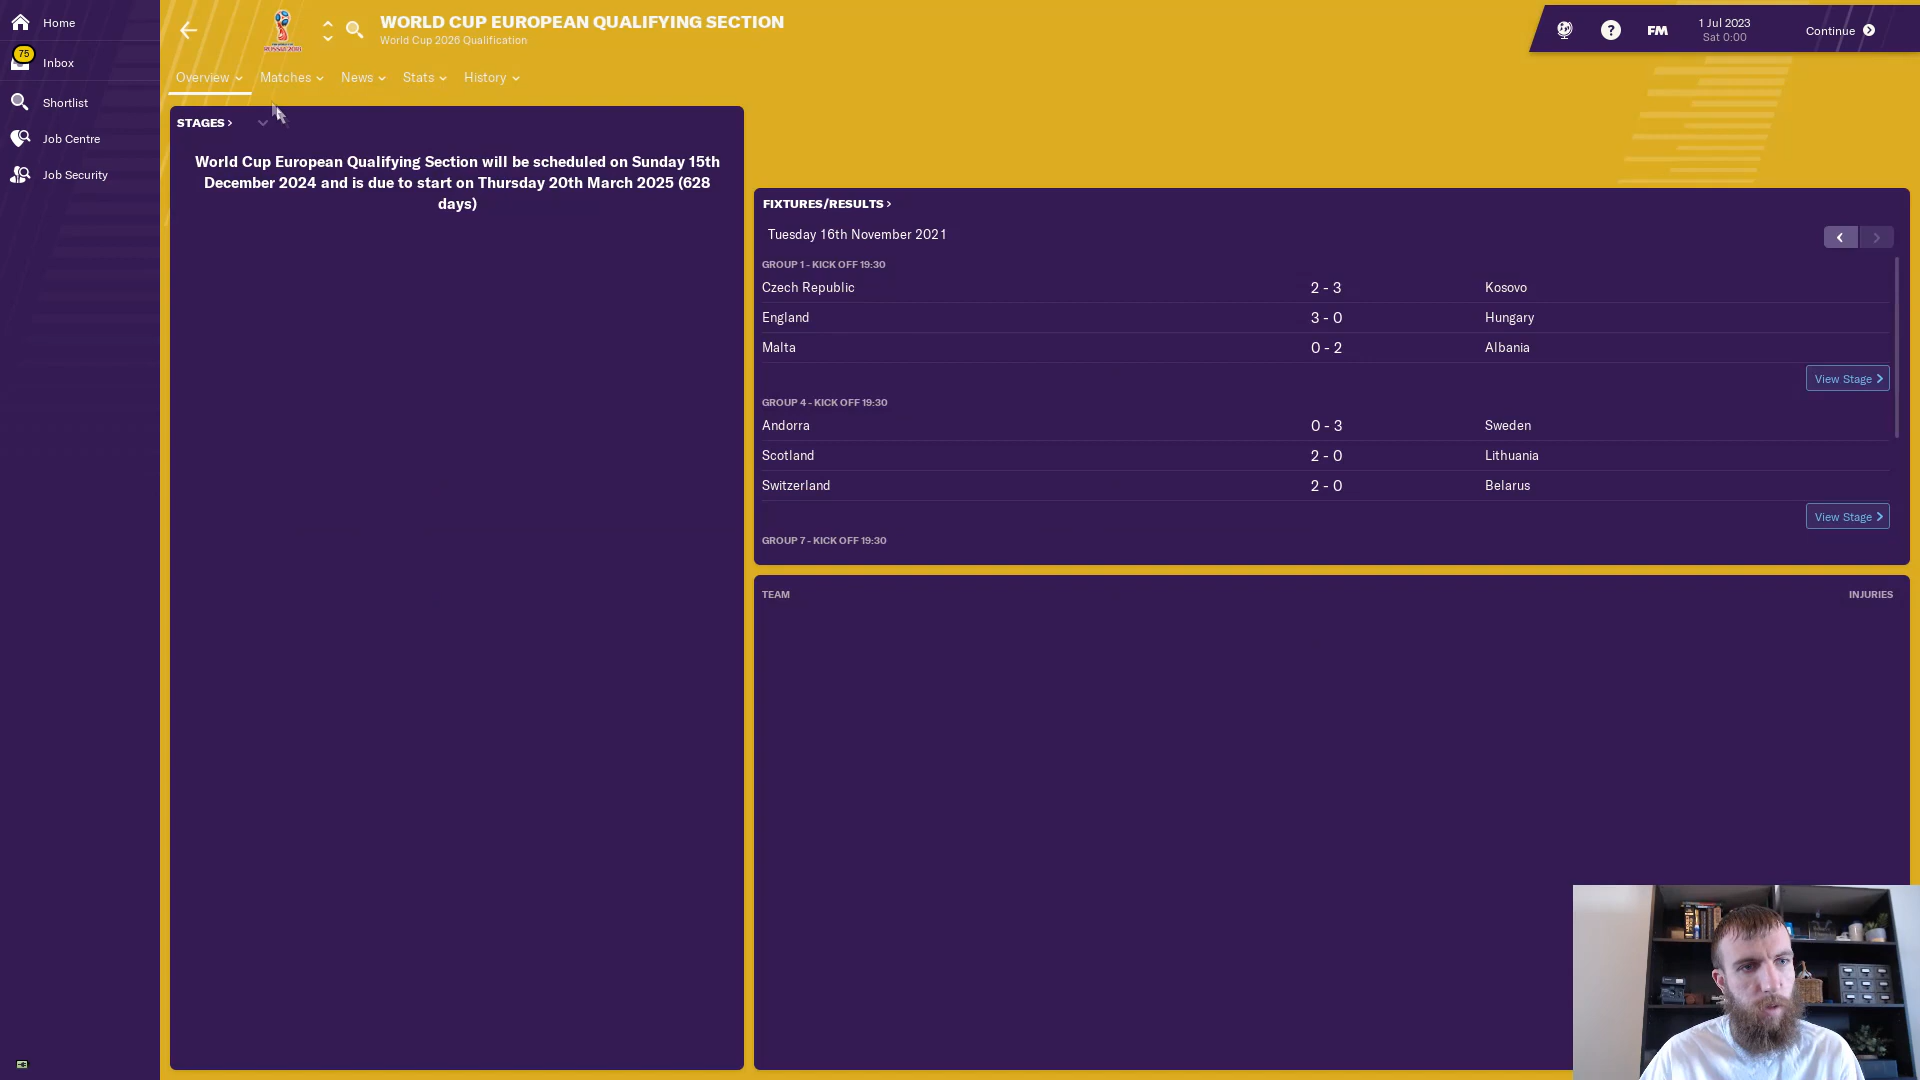 Home
75
Inbox
Shortlist
Job Centre
Job Security
WORLD CUP EUROPEAN QUALIFYING SECTION
World Cup 2026 Qualification
Overview
Matches
News
Stats
History
?
FM
1 Jul 2023
Sat 0:00
Continue
STAGES
World Cup European Qualifying Section will be scheduled on Sunday 15th
December 2024 and is due to start on Thursday 20th March 2025 (628
days)
FIXTURES/RESULTS
Tuesday 16th November 2021
GROUP 1 - KICK OFF 19:30
Czech Republic 2 - 3 Kosovo
England 3 - 0 Hungary
Malta 0 - 2 Albania
View Stage
GROUP 4 - KICK OFF 19:30
Andorra 0 - 3 Sweden
Scotland 2 - 0 Lithuania
Switzerland 2 - 0 Belarus
View Stage
GROUP 7 - KICK OFF 19:30
TEAM INJURIES